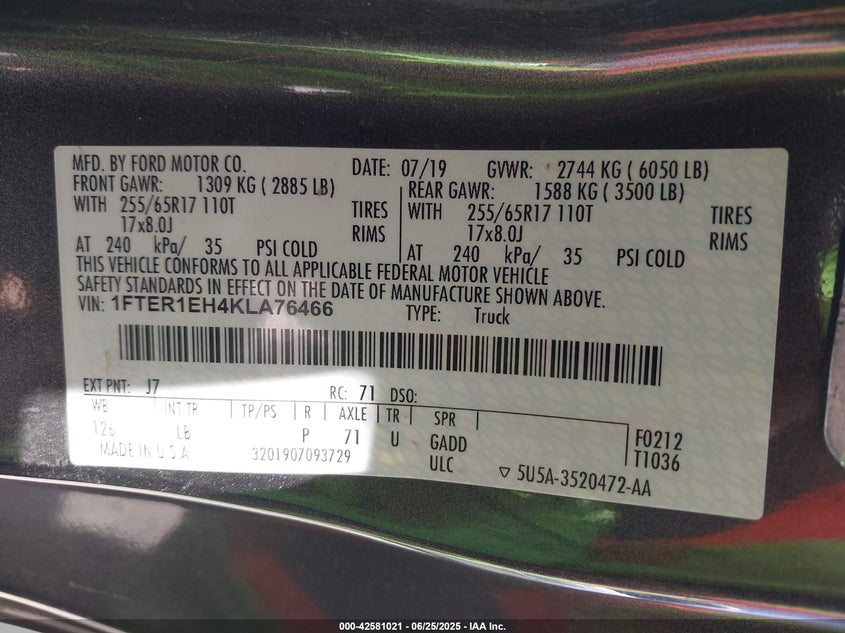 MFD. BY FORD MOTOR CO. DATE: 07/19 GVWR: 2744 KG ( 6050 LB)
FRONT GAWR: 1309 KG ( 2885 LB) REAR GAWR: 1588 KG ( 3500 LB)
WITH 255/65R17 110T TIRES WITH 255/65R17 110T TIRES
17x8.0J RIMS 17x8.0J RIMS
AT 240 kPa/ 35 PSI COLD AT 240 kPa/ 35 PSI COLD
THIS VEHICLE CONFORMS TO ALL APPLICABLE FEDERAL MOTOR VEHICLE
SAFETY STANDARDS IN EFFECT ON THE DATE OF MANUFACTURE SHOWN ABOVE.
VIN: 1FTER1EH4KLA76466 TYPE: Truck
EXT PNT: J7 RC: 71 DSO:
WB INT TR TP/PS R AXLE TR SPR
126 LB P 71 U GADD F0212
ULC T1036
MADE IN U.S.A. 3201907093729 ▽ 5U5A-3520472-AA
000-42581021 - 06/25/2025 - IAA Inc.